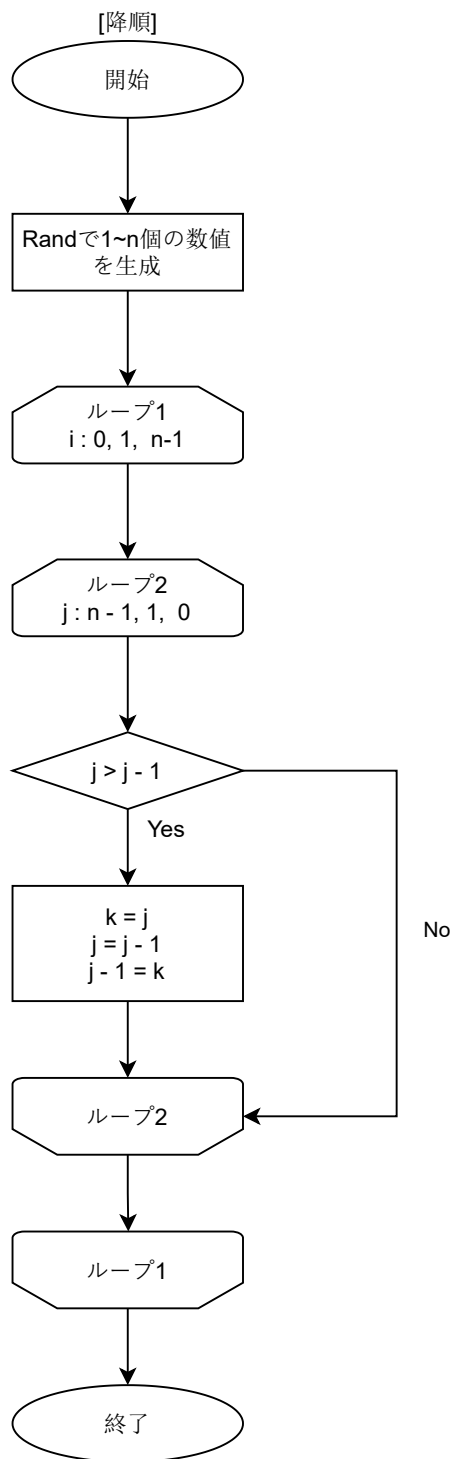 [降順]
開始
Randで1~n個の数値
を生成
ループ1
i : 0, 1,  n-1
ループ2
j : n - 1, 1,  0
j > j - 1
Yes
No
k = j
j = j - 1
j - 1 = k
ループ2
ループ1
終了